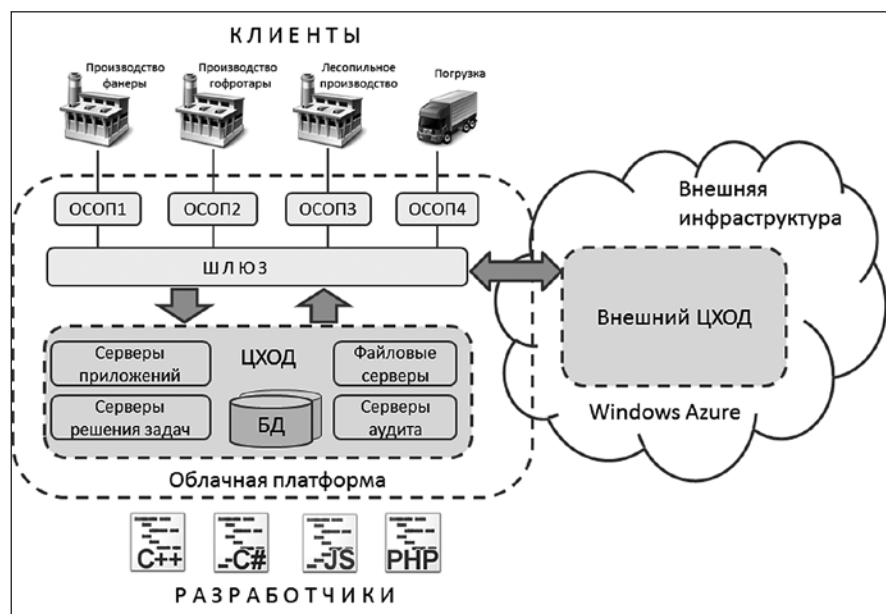 КЛИЕНТЫ
Производство
фанеры
Производство
гофротары
Лесопильное
производство
Погрузка
ОСОП1
ОСОП2
ОСОП3
ОСОП4
ШЛЮЗ
Серверы
приложений
ЦХОД
Файловые
серверы
Серверы
решения задач
БД
Серверы
аудита
Облачная платформа
Внешняя
инфраструктура
Внешний ЦХОД
Windows Azure
C++
C#
JS
PHP
РАЗРАБОТЧИКИ